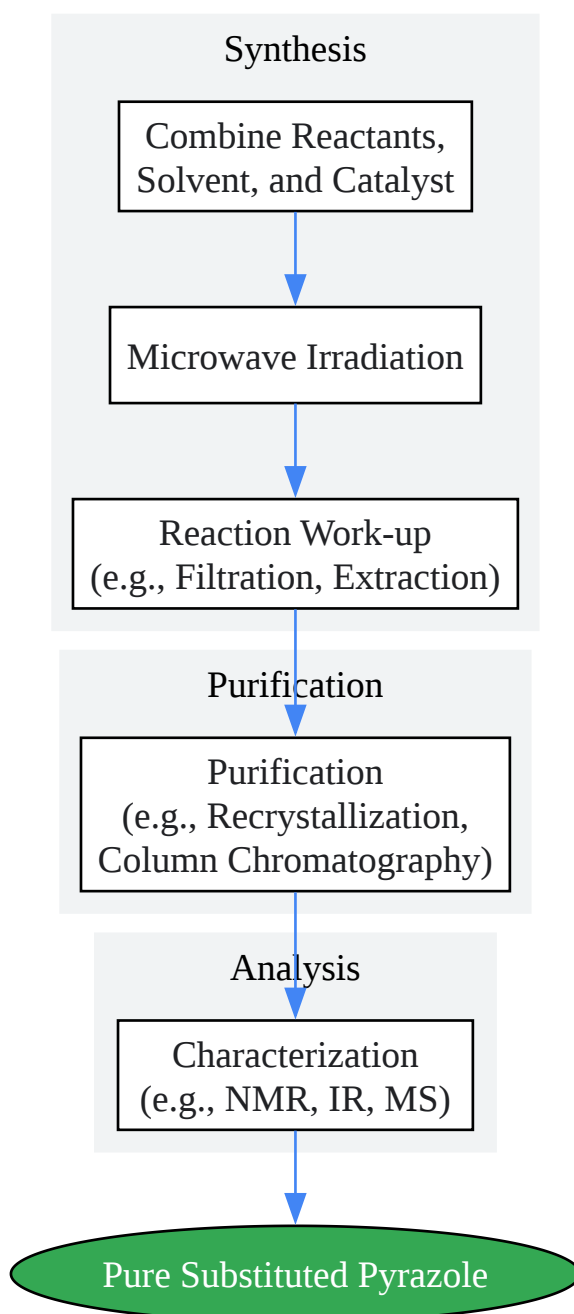 Synthesis
Combine Reactants,
Solvent, and Catalyst
Microwave Irradiation
Reaction Work-up
(e.g., Filtration, Extraction)
Purification
Purification
(e.g., Recrystallization,
Column Chromatography)
Analysis
Characterization
(e.g., NMR, IR, MS)
Pure Substituted Pyrazole